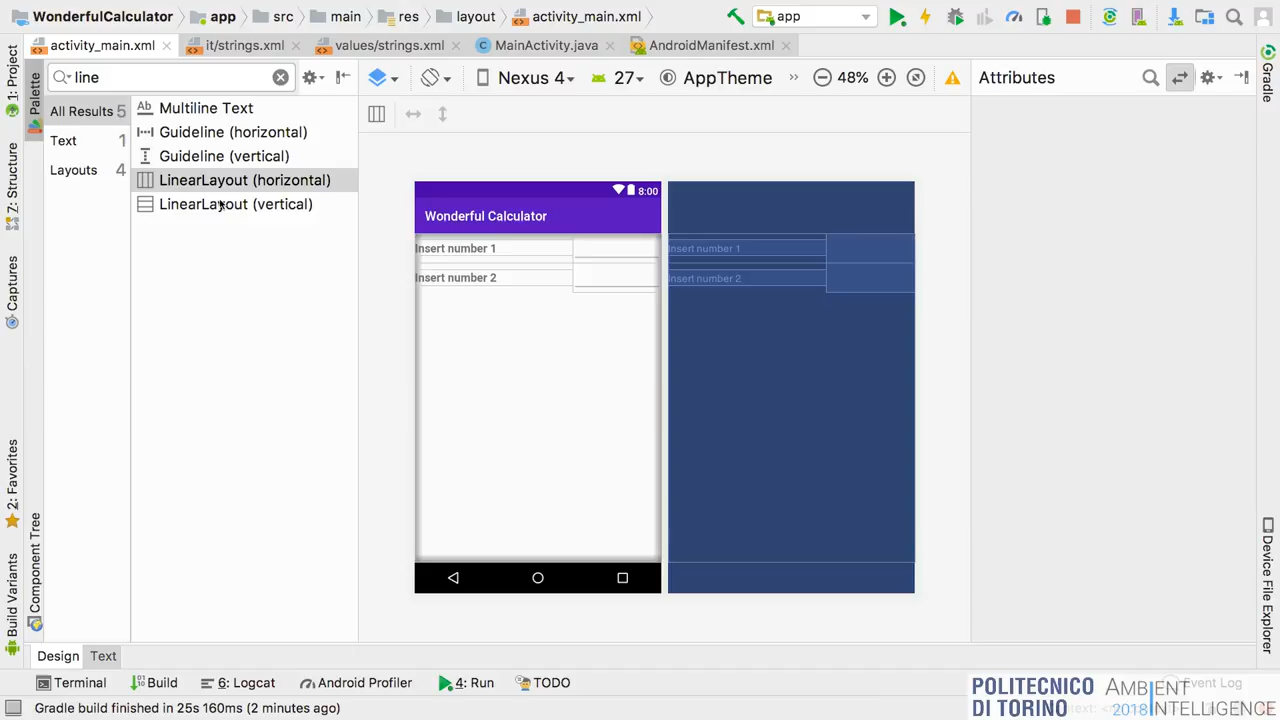 WonderfulCalculator app src main res layout activity_main.xml app
activity_main.xml it/strings.xml values/strings.xml MainActivity.java AndroidManifest.xml
line
Nexus 4 27 AppTheme » 48% Attributes
All Results 5
Text 1
Layouts 4
Ab Multiline Text
Guideline (horizontal)
Guideline (vertical)
LinearLayout (horizontal)
LinearLayout (vertical)
8:00
Wonderful Calculator
Insert number 1
Insert number 2
Insert number 1
Insert number 2
1: Project
Z: Structure
Captures
2: Favorites
Build Variants
Palette
Component Tree
Gradle
Device File Explorer
Design Text
Terminal Build 6: Logcat Android Profiler 4: Run TODO Event Log
Gradle build finished in 25s 160ms (2 minutes ago)
POLITECNICO
DI TORINO
AMBIENT
2018 INTELLIGENCE